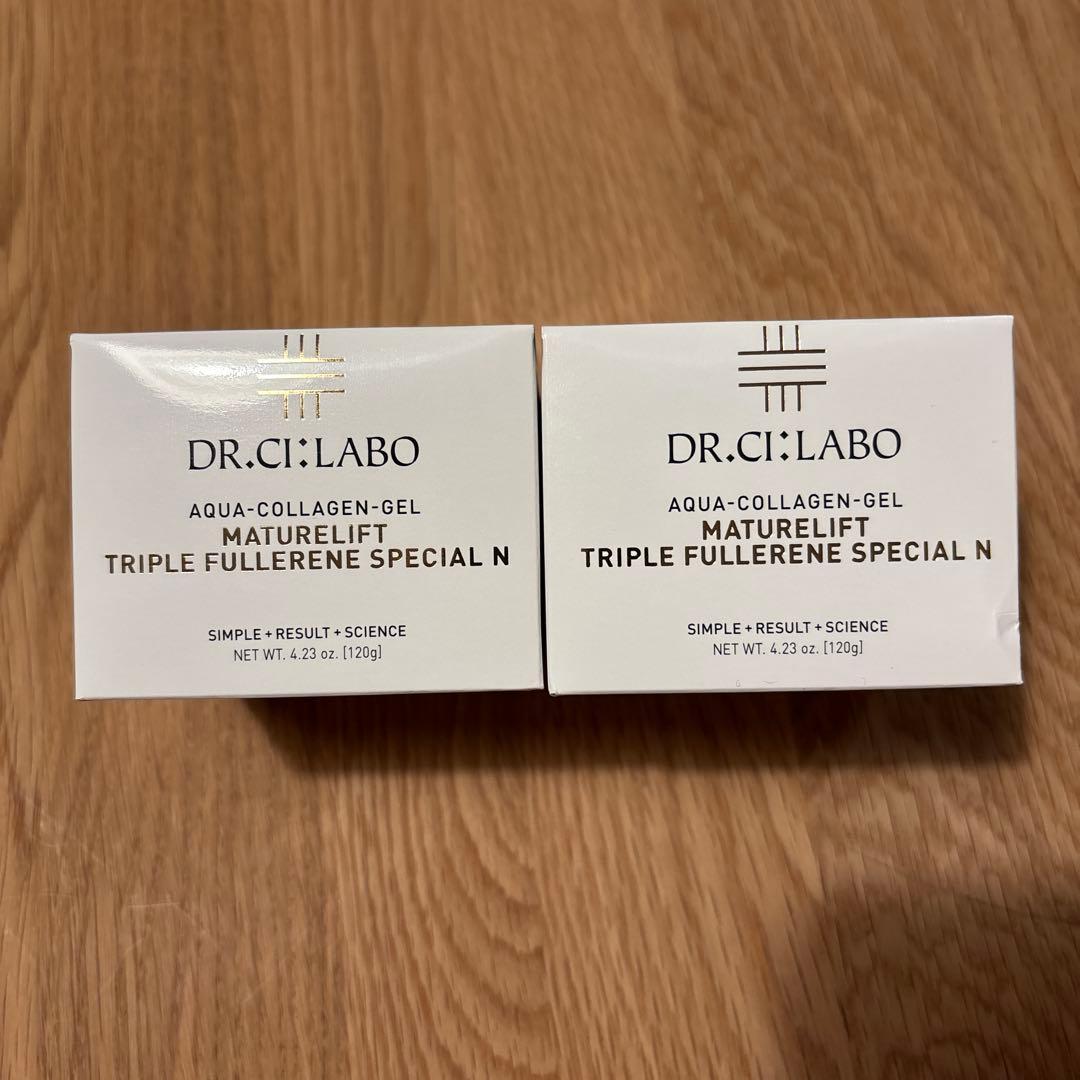 DR.CI:LABO
AQUA-COLLAGEN-GEL
MATURELIFT
TRIPLE FULLERENE SPECIAL N
SIMPLE+RESULT+SCIENCE
NET WT. 4.23 oz. [120g]
DR.CI:LABO
AQUA-COLLAGEN-GEL
MATURELIFT
TRIPLE FULLERENE SPECIAL N
SIMPLE+RESULT+SCIENCE
NET WT. 4.23 oz. [120g]